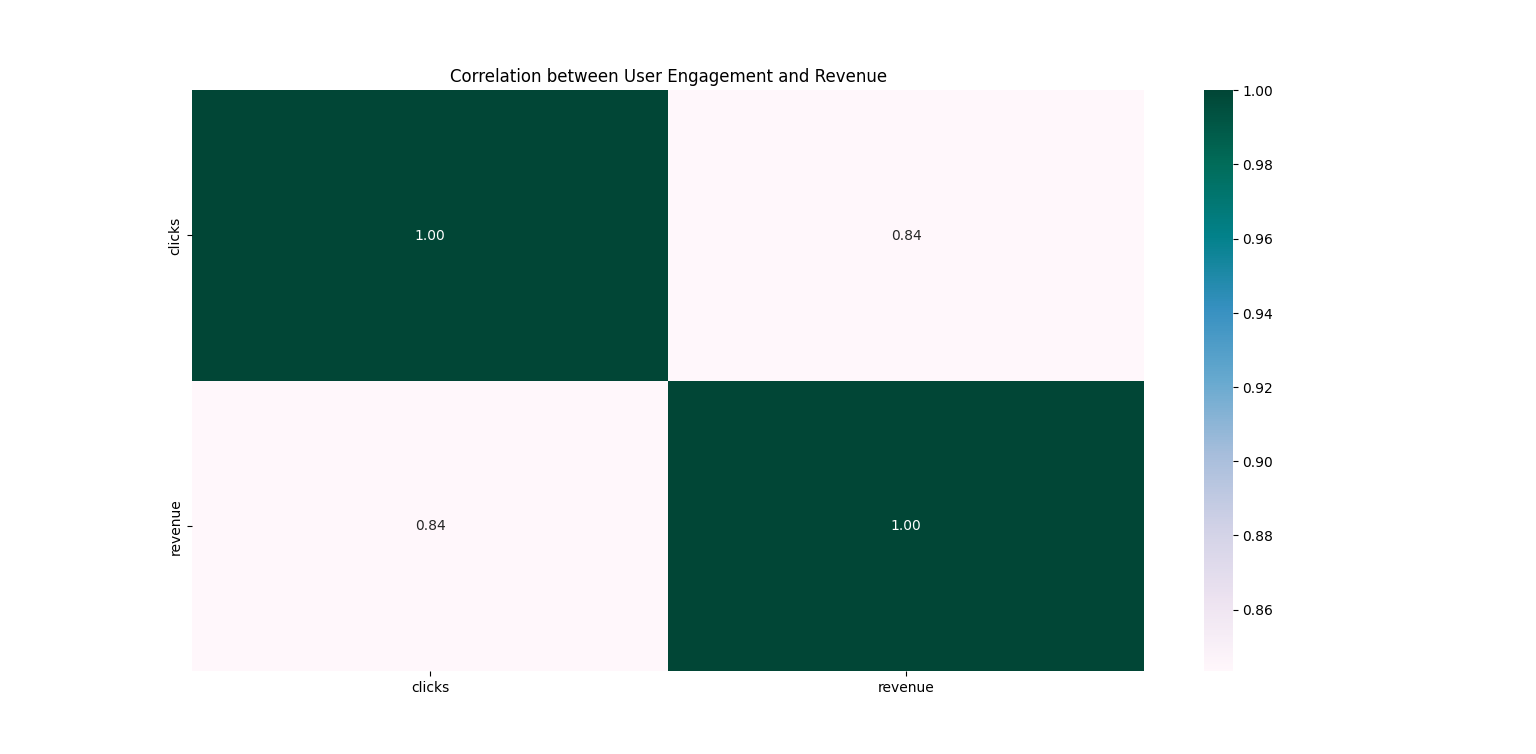 Correlation between User Engagement and Revenue
clicks
1.00
0.84
revenue
0.84
1.00
clicks
revenue
1.00
0.98
0.96
0.94
0.92
0.90
0.88
0.86